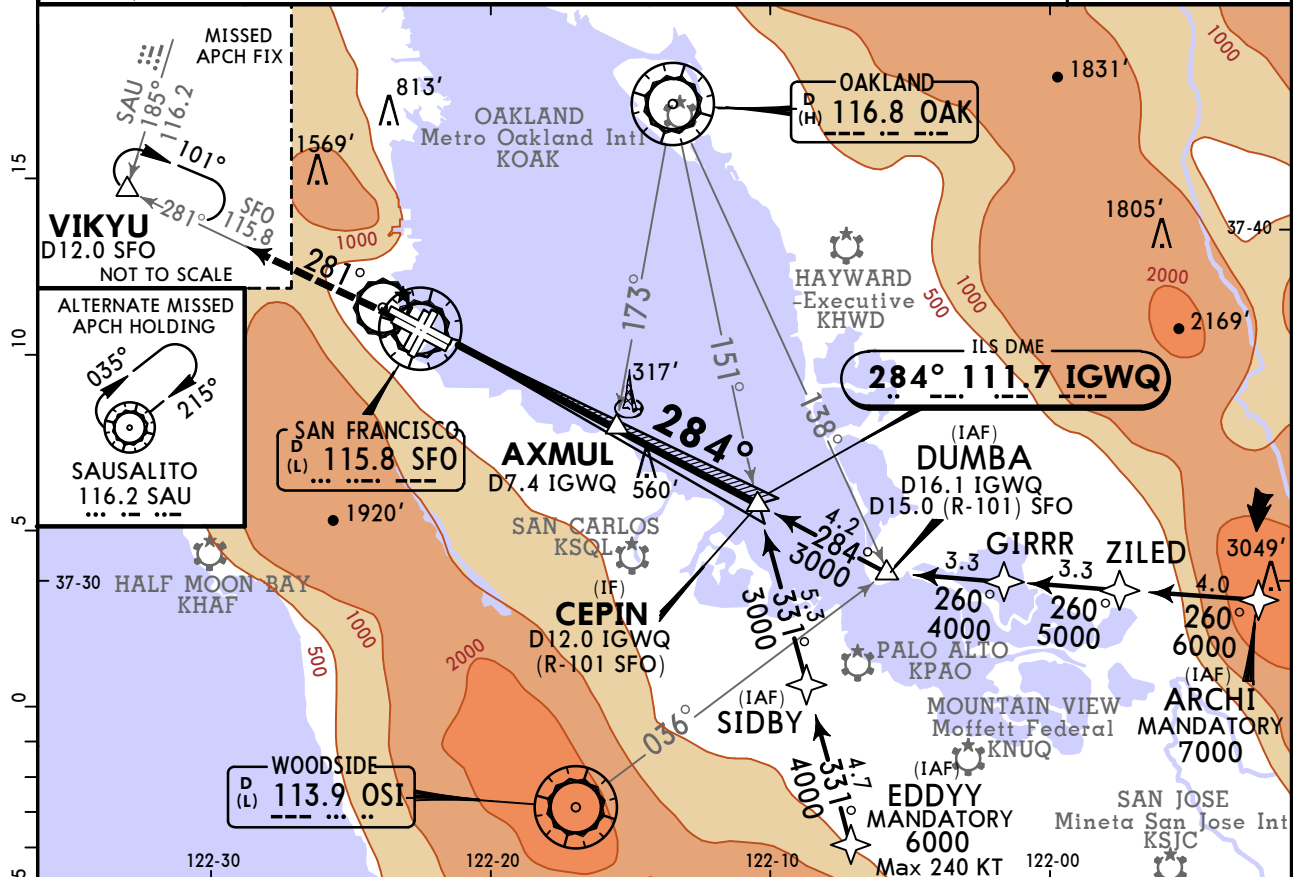 MISSED
APCH FIX
SAU
185°
116.2
101°
281°
SFO
115.8
VIKYU
D12.0 SFO
NOT TO SCALE
ALTERNATE MISSED
APCH HOLDING
035°
215°
SAUSALITO
116.2 SAU
813'
1569'
1000
281°
OAKLAND
Metro Oakland Intl
KOAK
OAKLAND
D
(H)
116.8 OAK
1831'
1000
1805'
37-40
2000
2169'
HAYWARD
-Executive
KHWD
500
1000
173°
151°
138°
ILS DME
284° 111.7 IGWQ
317'
284°
SAN FRANCISCO
D
(L)
115.8 SFO
AXMUL
D7.4 IGWQ
560'
1920'
SAN CARLOS
KSQL
(IAF)
DUMBA
D16.1 IGWQ
D15.0 (R-101) SFO
4.2
284°
3000
GIRRR
3.3
260°
4000
ZILED
3.3
260°
5000
3049'
4.0
260°
6000
(IAF)
ARCHI
MANDATORY
7000
37-30
HALF MOON BAY
KHAF
(IF)
CEPIN
D12.0 IGWQ
(R-101 SFO)
5.3
331°
3000
PALO ALTO
KPAO
(IAF)
SIDBY
MOUNTAIN VIEW
Moffett Federal
KNUQ
500
1000
2000
036°
WOODSIDE
D
(L)
113.9 OSI
4.7
331°
4000
(IAF)
EDDYY
MANDATORY
6000
Max 240 KT
SAN JOSE
Mineta San Jose Int
KSJC
15
10
5
0
5
122-30
122-20
122-10
122-00